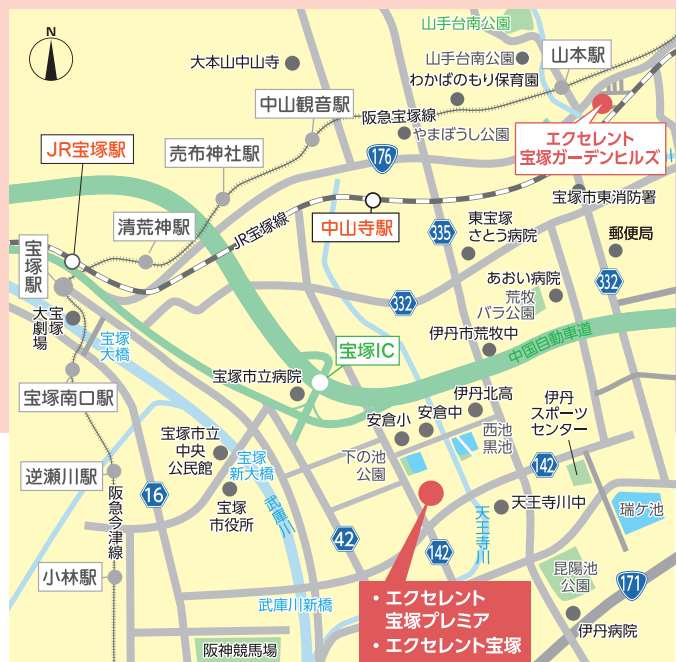 N
山手台南公園
大本山中山寺
山手台南公園
山本駅
わかばのもり保育園
中山観音駅
阪急宝塚線
やまぼうし公園
エクセレント
宝塚ガーデンヒルズ
JR宝塚駅
売布神社駅
176
宝塚市東消防署
清荒神駅
JR宝塚線
中山寺駅
335
東宝塚
さとう病院
郵便局
宝塚駅
332
332
あおい病院
荒牧
バラ公園
宝塚
大劇場
宝塚
大橋
伊丹市荒牧中
中国自動車道
宝塚IC
宝塚南口駅
宝塚市立病院
伊丹北高
伊丹
スポーツ
センター
安倉小
安倉中
宝塚市立
中央
公民館
西池
黒池
宝塚
新大橋
下の池
公園
142
逆瀬川駅
16
宝塚
市役所
武庫川
天王寺川中
瑞ケ池
阪急今津線
42
142
天王寺川
小林駅
昆陽池
公園
171
武庫川新橋
・エクセレント
宝塚プレミア
・エクセレント宝塚
伊丹病院
阪神競馬場